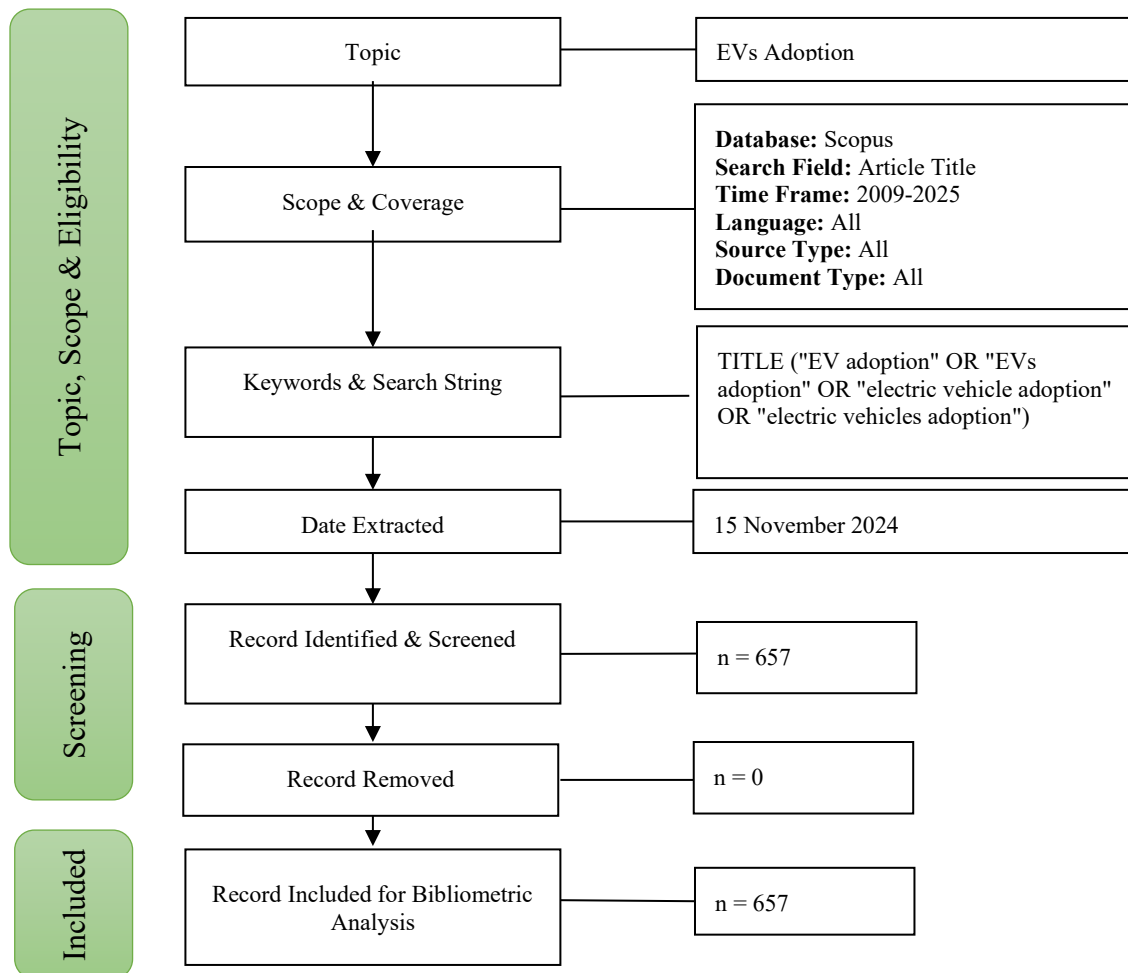 Topic, Scope & Eligibility
Topic
EVs Adoption
Scope & Coverage
Database: Scopus
Search Field: Article Title
Time Frame: 2009-2025
Language: All
Source Type: All
Document Type: All
Keywords & Search String
TITLE ("EV adoption" OR "EVs
adoption" OR "electric vehicle adoption"
OR "electric vehicles adoption")
Date Extracted
15 November 2024
Screening
Record Identified & Screened
n = 657
Record Removed
n = 0
Included
Record Included for Bibliometric
Analysis
n = 657